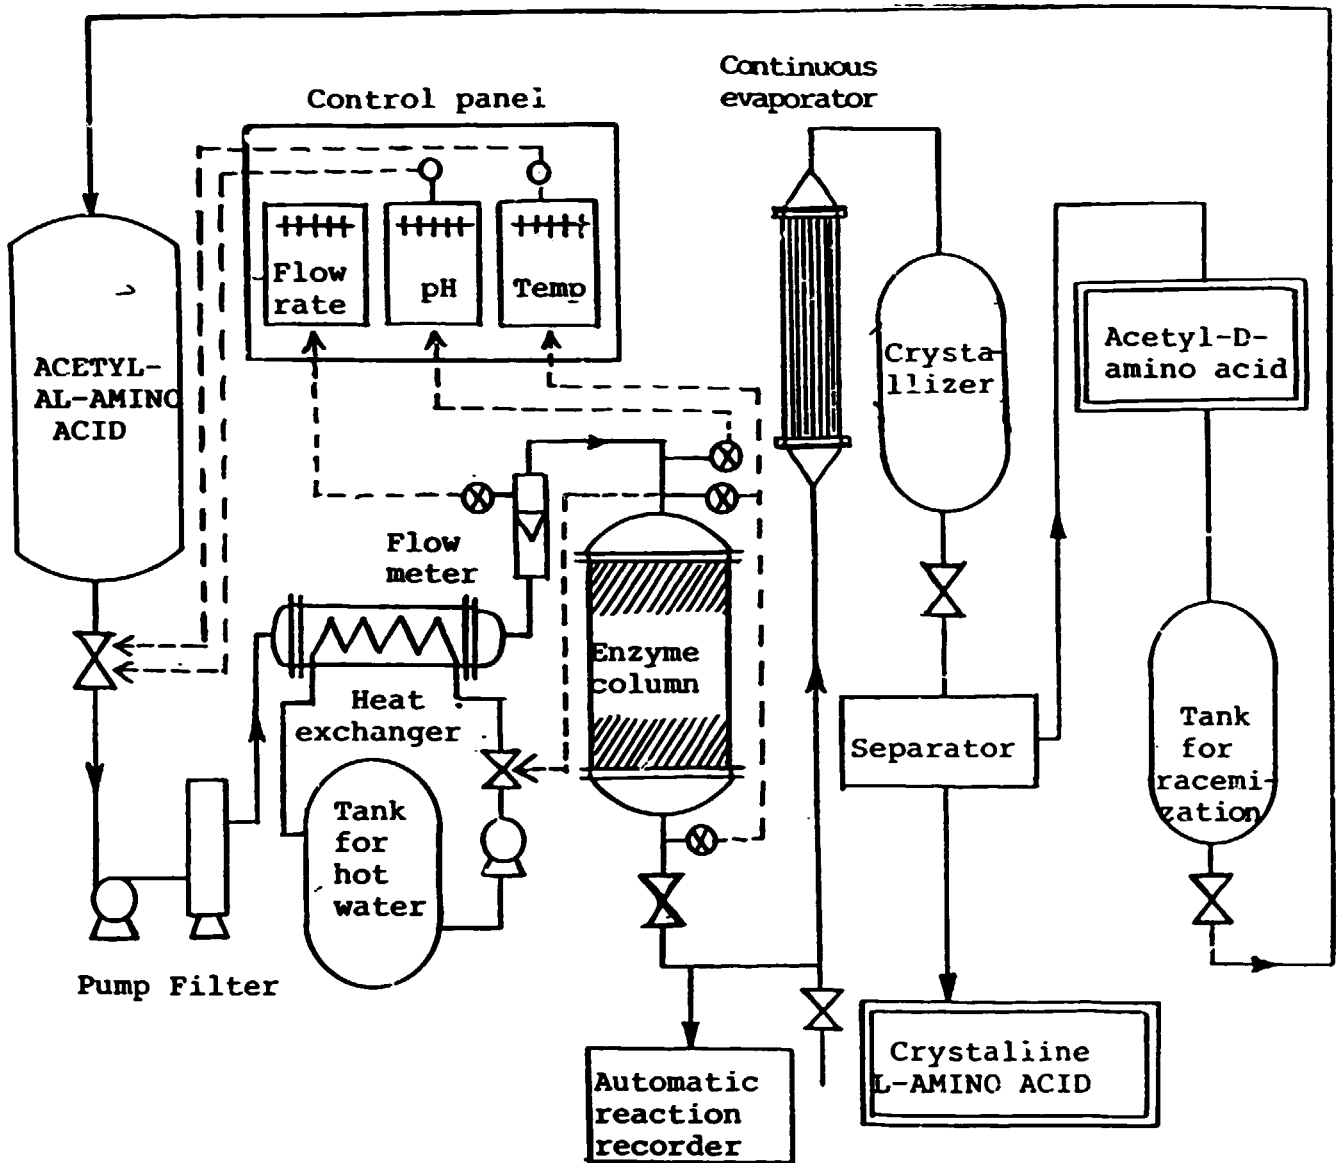 Continuous
evaporator
Control panel
Flow
rate
pH
Temp
ACETYL-
AL-AMINO
ACID
Crysta-
llizer
Acetyl-D-
amino acid
Flow
meter
Enzyme
column
Heat
exchanger
Separator
Tank
for
racemi-
zation
Tank
for
hot
water
Pump Filter
Automatic
reaction
recorder
Crystalline
L-AMINO ACID